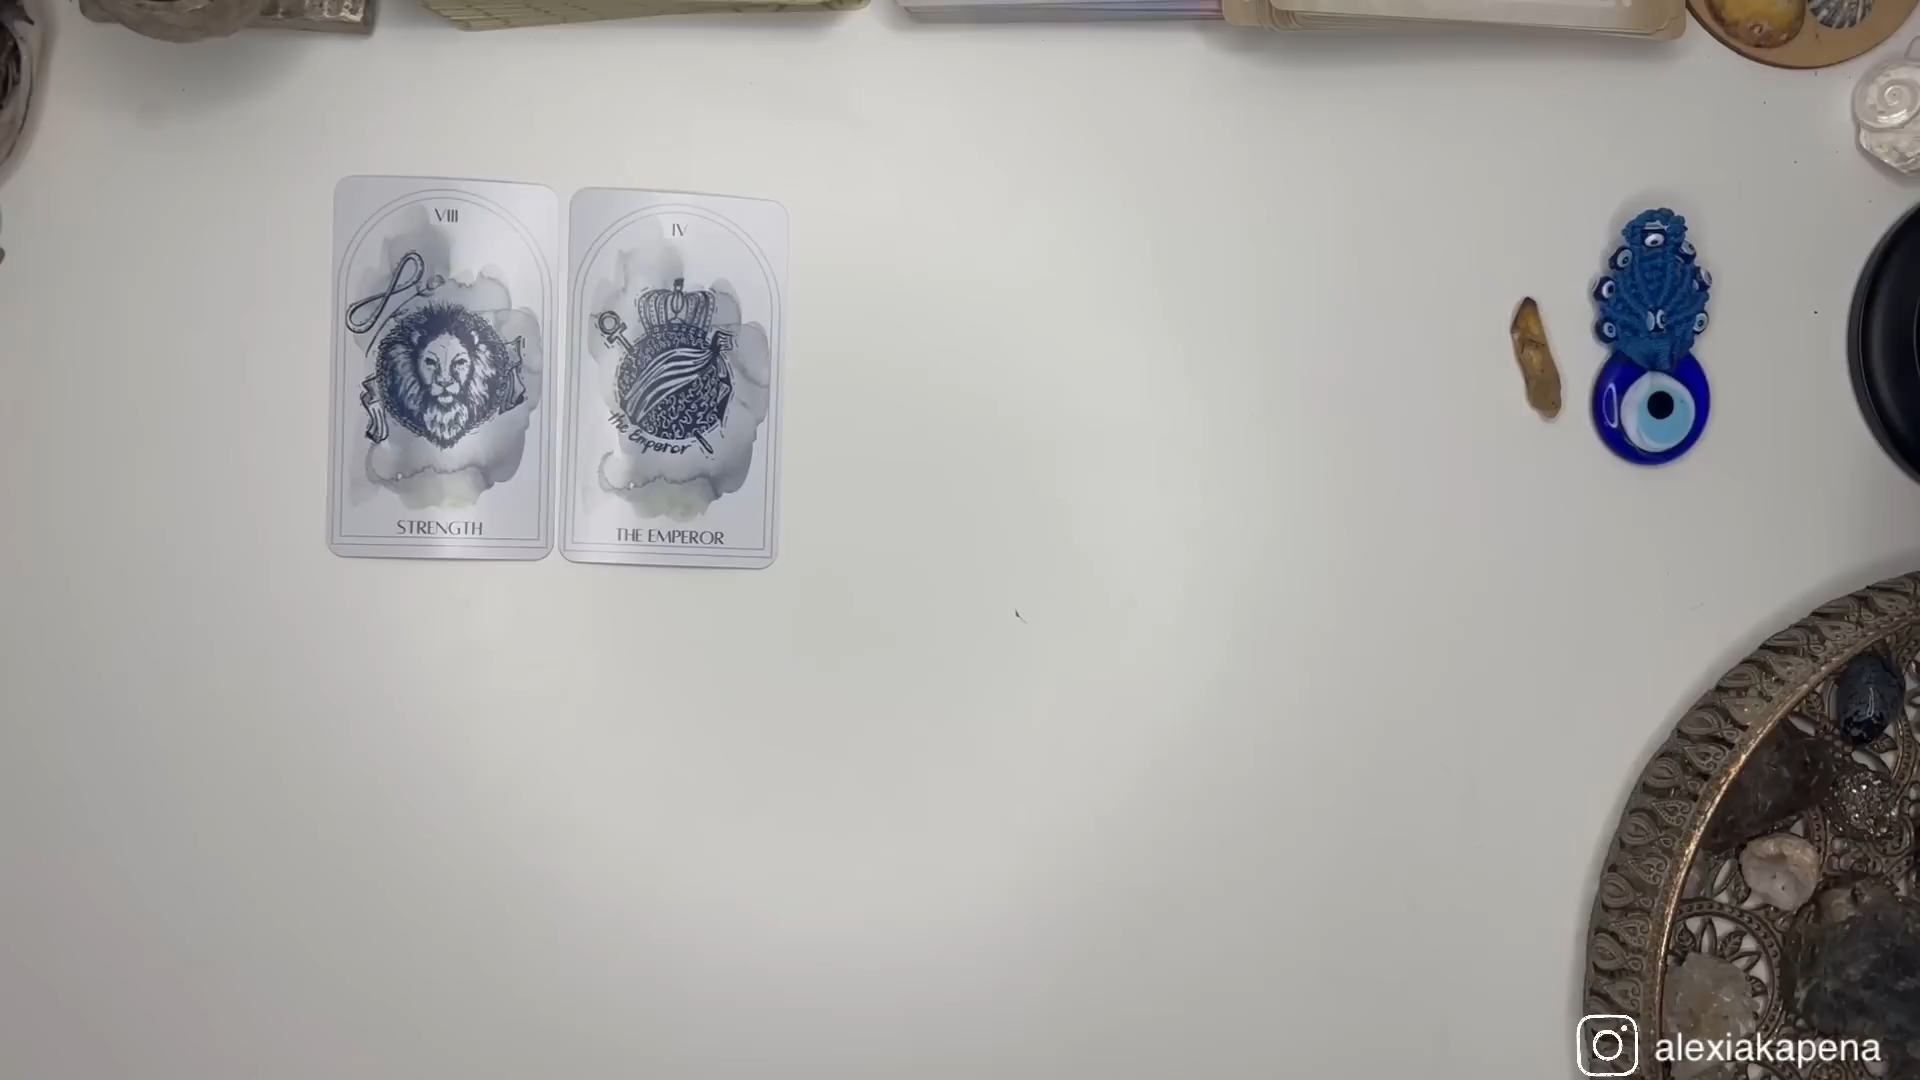 VIII
STRENGTH
IV
the Emperor
THE EMPEROR
alexiakapena